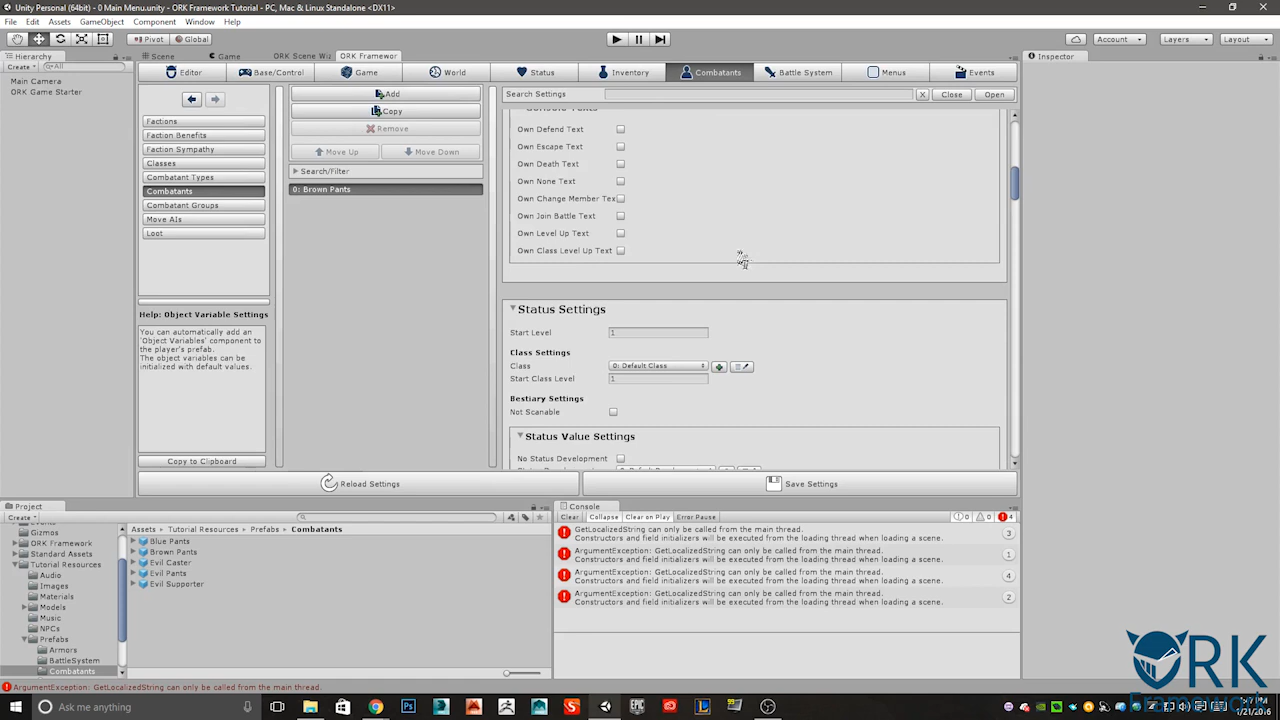 Unity Personal (64bit) - 0 Main Menu.unity - ORK Framework Tutorial - PC, Mac & Linux Standalone <DX11>
File Edit Assets GameObject Component Window Help
Pivot Global Account Layers Layout
Hierarchy Scene Game ORK Scene Wiz ORK Framewor Inspector
Create All
Main Camera
ORK Game Starter
Editor Base/Control Game World Status Inventory Combatants Battle System Menus Events
Search Settings X Close Open
Factions
Faction Benefits
Faction Sympathy
Classes
Combatant Types
Combatants
Combatant Groups
Move AIs
Loot
Help: Object Variable Settings
You can automatically add an
'Object Variables' component to
the player's prefab.
The object variables can be
initialized with default values.
Copy to Clipboard
Add
Copy
Remove
Move Up Move Down
Search/Filter
0: Brown Pants
Console Texts
Own Defend Text
Own Escape Text
Own Death Text
Own None Text
Own Change Member Tex
Own Join Battle Text
Own Level Up Text
Own Class Level Up Text
Status Settings
Start Level 1
Class Settings
Class 0: Default Class
Start Class Level 1
Bestiary Settings
Not Scanable
Status Value Settings
No Status Development
Reload Settings Save Settings
Project
Create
Gizmos
ORK Framework
Standard Assets
Tutorial Resources
Audio
Images
Materials
Models
Music
NPCs
Prefabs
Armors
BattleSystem
Combatants
Assets Tutorial Resources Prefabs Combatants
Blue Pants
Brown Pants
Evil Caster
Evil Pants
Evil Supporter
Console
Clear Collapse Clear on Play Error Pause 0 0 4
GetLocalizedString can only be called from the main thread.
Constructors and field initializers will be executed from the loading thread when loading a scene. 3
ArgumentException: GetLocalizedString can only be called from the main thread.
Constructors and field initializers will be executed from the loading thread when loading a scene. 1
ArgumentException: GetLocalizedString can only be called from the main thread.
Constructors and field initializers will be executed from the loading thread when loading a scene. 4
ArgumentException: GetLocalizedString can only be called from the main thread.
Constructors and field initializers will be executed from the loading thread when loading a scene. 2
ArgumentException: GetLocalizedString can only be called from the main thread.
ORK
Framework
Ask me anything
1/21/2016